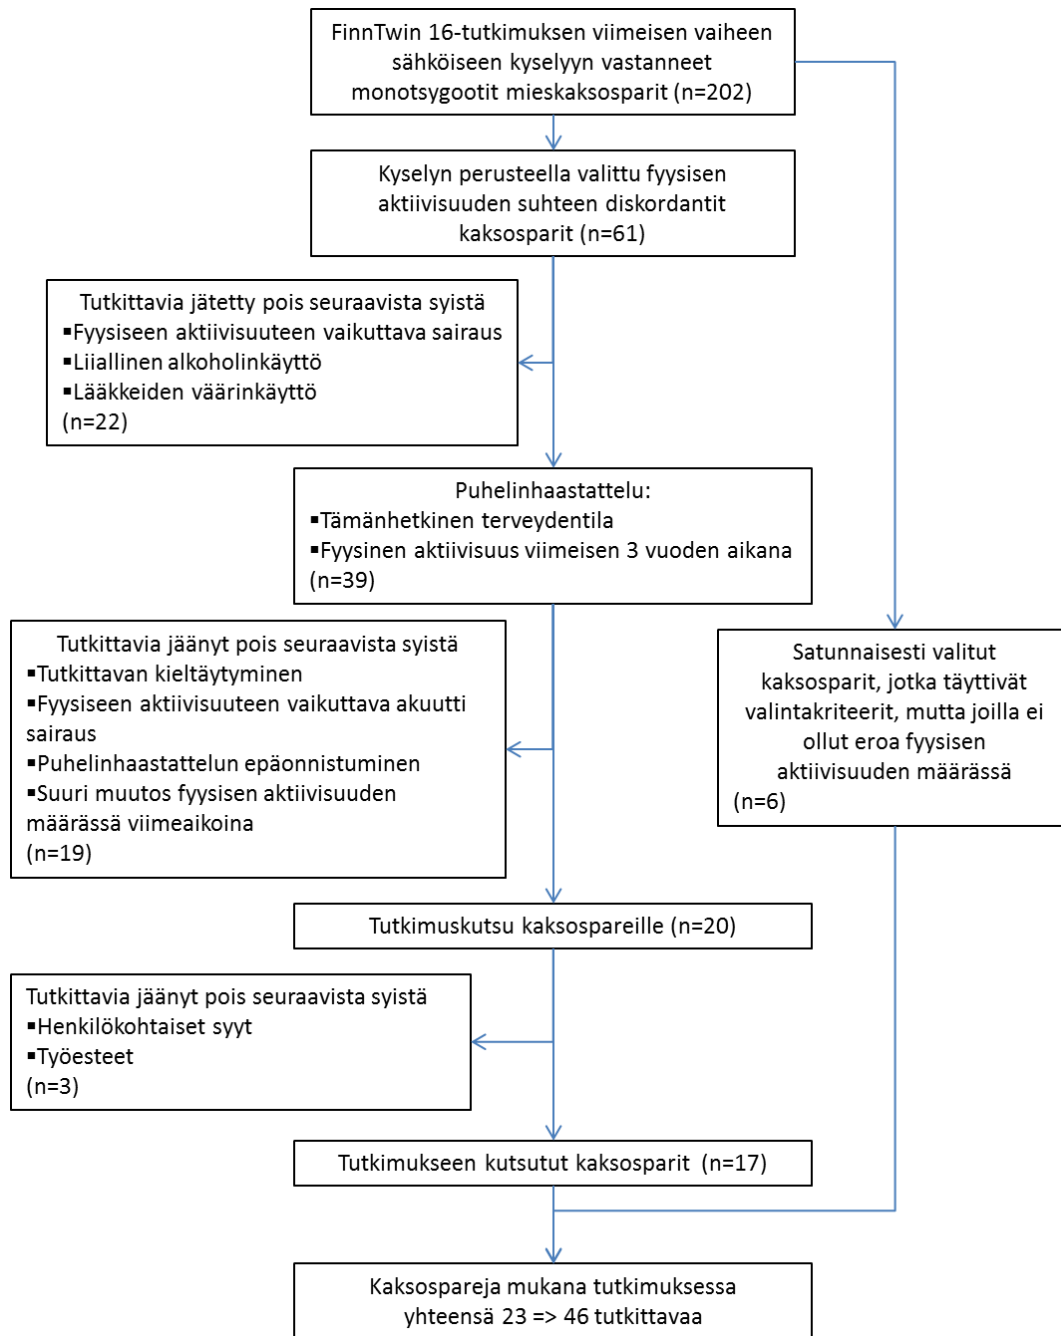 FinnTwin 16-tutkimuksen viimeisen vaiheen
sähköiseen kyselyyn vastanneet
monotsygootit mieskaksosparit (n=202)
Kyselyn perusteella valittu fyysisen
aktiivisuuden suhteen diskordantit
kaksosparit (n=61)
Tutkittavia jätetty pois seuraavista syistä
▪Fyysiseen aktiivisuuteen vaikuttava sairaus
▪Liiallinen alkoholinkäyttö
▪Lääkkeiden väärinkäyttö
(n=22)
Puhelinhaastattelu:
▪Tämänhetkinen terveydentila
▪Fyysinen aktiivisuus viimeisen 3 vuoden aikana
(n=39)
Tutkittavia jäänyt pois seuraavista syistä
▪Tutkittavan kieltäytyminen
▪Fyysiseen aktiivisuuteen vaikuttava akuutti
sairaus
▪Puhelinhaastattelun epäonnistuminen
▪Suuri muutos fyysisen aktiivisuuden
määrässä viimeaikoina
(n=19)
Satunnaisesti valitut
kaksosparit, jotka täyttivät
valintakriteerit, mutta joilla ei
ollut eroa fyysisen
aktiivisuuden määrässä
(n=6)
Tutkimuskutsu kaksospareille (n=20)
Tutkittavia jäänyt pois seuraavista syistä
▪Henkilökohtaiset syyt
▪Työesteet
(n=3)
Tutkimukseen kutsutut kaksosparit (n=17)
Kaksospareja mukana tutkimuksessa
yhteensä 23 => 46 tutkittavaa